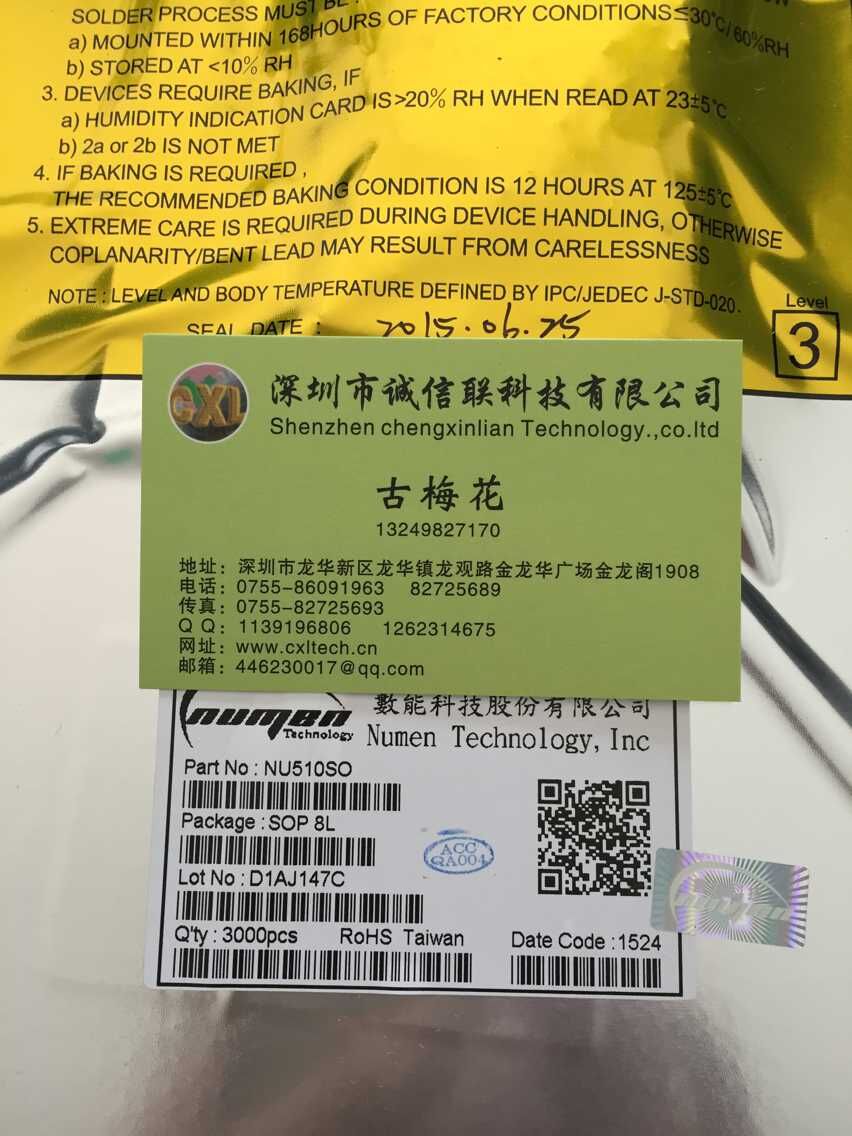 SOLDER PROCESS MUST BE
a) MOUNTED WITHIN 168HOURS OF FACTORY CONDITIONS≤30℃/60%RH
b) STORED AT <10% RH
3. DEVICES REQUIRE BAKING, IF
a) HUMIDITY INDICATION CARD IS>20% RH WHEN READ AT 23±5℃
b) 2a or 2b IS NOT MET
4. IF BAKING IS REQUIRED ,
THE RECOMMENDED BAKING CONDITION IS 12 HOURS AT 125±5℃
5. EXTREME CARE IS REQUIRED DURING DEVICE HANDLING, OTHERWISE
COPLANARITY/BENT LEAD MAY RESULT FROM CARELESSNESS
NOTE : LEVEL AND BODY TEMPERATURE DEFINED BY IPC/JEDEC J-STD-020.
Level
3
SEAL DATE : 2015.06.25
CXL
深圳市诚信联科技有限公司
Shenzhen chengxinlian Technology.,co.ltd
古梅花
13249827170
地址：深圳市龙华新区龙华镇龙观路金龙华广场金龙阁1908
电话：0755-86091963 82725689
传真：0755-82725693
Q Q：1139196806 1262314675
网址：www.cxltech.cn
邮箱：446230017@qq.com
numen
Technology
數能科技股份有限公司
Numen Technology, Inc
Part No : NU510SO
Package : SOP 8L
ACC
QA004
Lot No : D1AJ147C
numen
Q'ty : 3000pcs RoHS Taiwan Date Code :1524